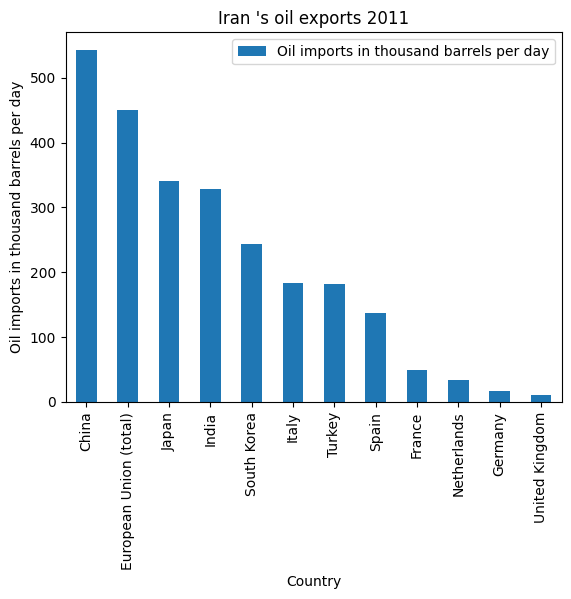 Iran 's oil exports 2011
Oil imports in thousand barrels per day
Oil imports in thousand barrels per day
500
400
300
200
100
0
China
European Union (total)
Japan
India
South Korea
Italy
Turkey
Spain
France
Netherlands
Germany
United Kingdom
Country